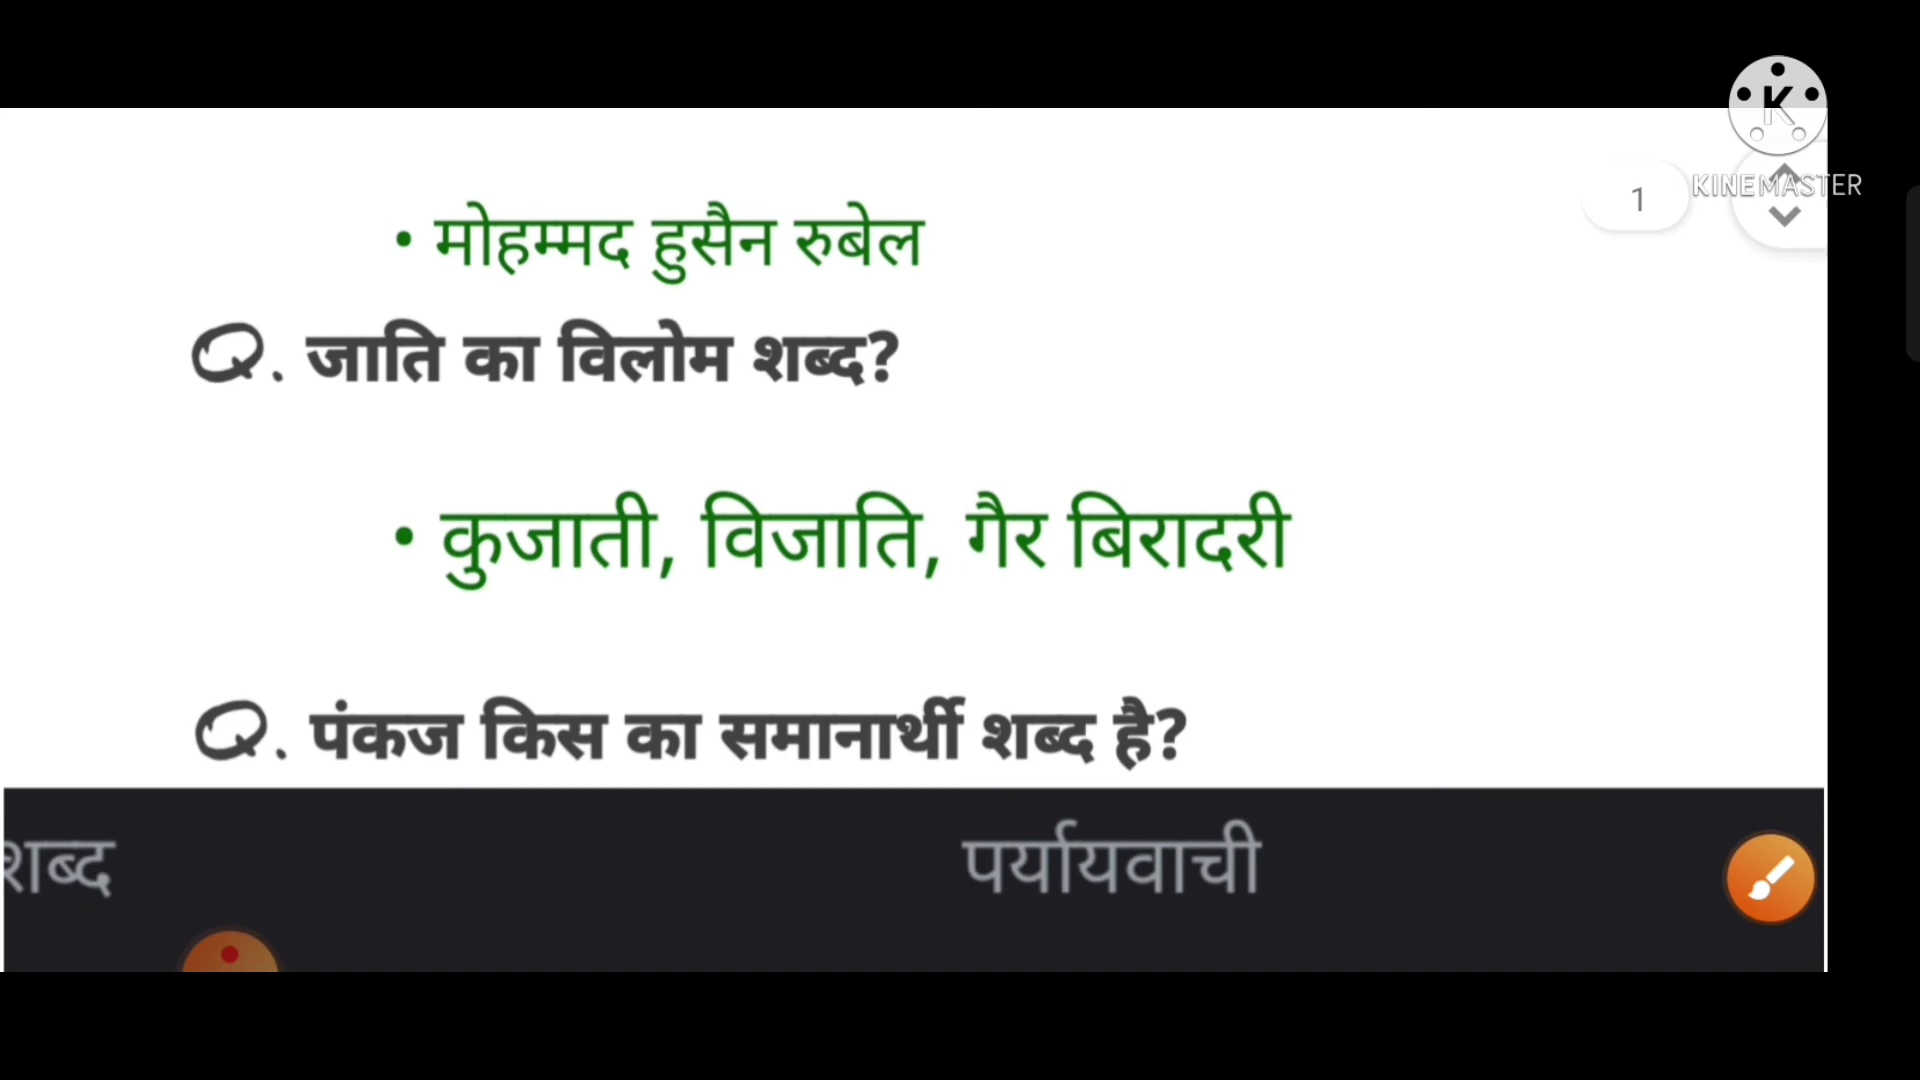 KINEMASTER
1
• मोहम्मद हुसैन रुबेल
Q. जाति का विलोम शब्द?
• कुजाती, विजाति, गैर बिरादरी
Q. पंकज किस का समानार्थी शब्द है?
शब्द पर्यायवाची